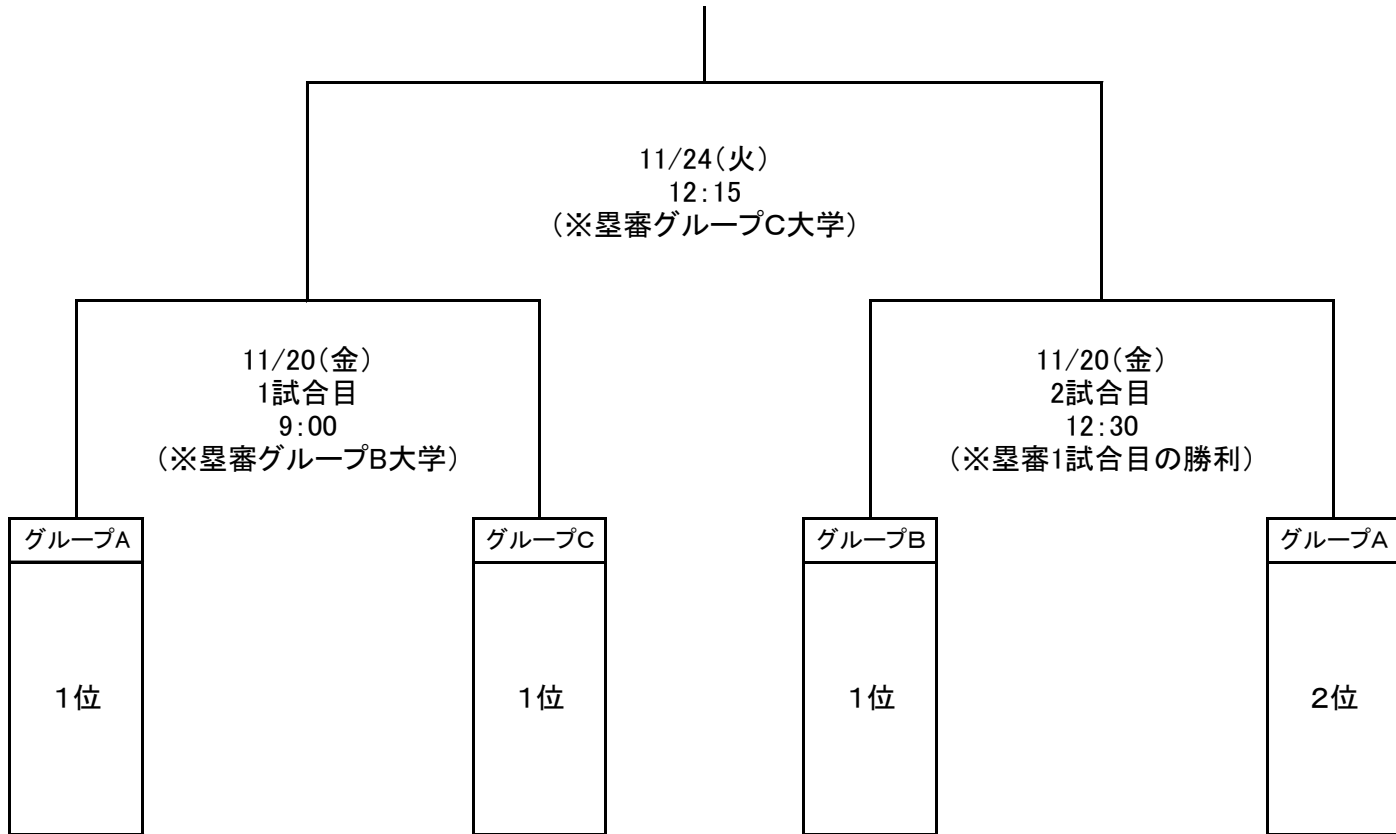 11/24(火)
12:15
(※塁審グループC大学)
11/20(金)
1試合目
9:00
(※塁審グループB大学)
11/20(金)
2試合目
12:30
(※塁審1試合目の勝利)
グループA
グループC
グループB
グループA
1位
1位
1位
2位